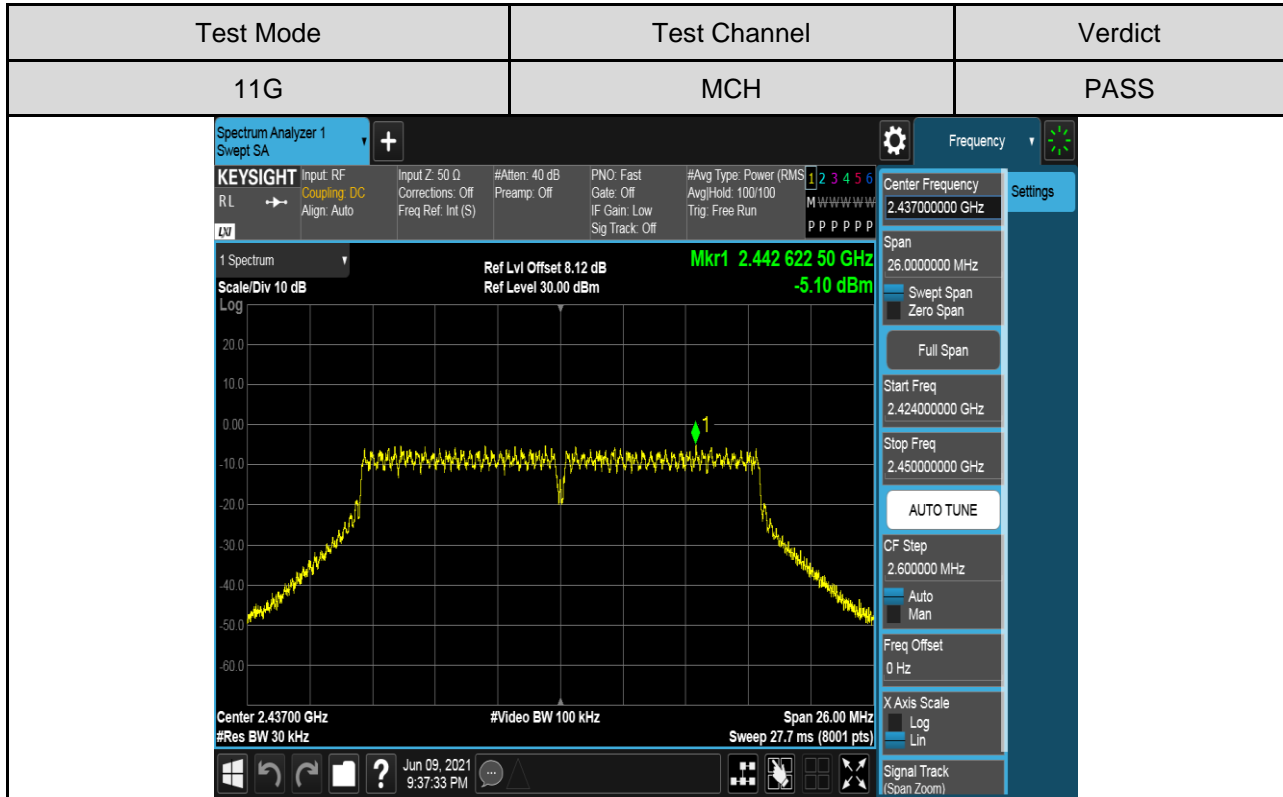 Test Mode Test Channel Verdict
11G MCH PASS
Spectrum Analyzer 1
Swept SA
+
Frequency
KEYSIGHT Input: RF Input Z: 50 Ω #Atten: 40 dB PNO: Fast #Avg Type: Power (RMS 1 2 3 4 5 6
RL Coupling: DC Corrections: Off Preamp: Off Gate: Off Avg|Hold: 100/100 M W W W W W
Align: Auto Freq Ref: Int (S) IF Gain: Low Trig: Free Run
LXI Sig Track: Off P P P P P P
1 Spectrum
Scale/Div 10 dB
Ref Lvl Offset 8.12 dB
Ref Level 30.00 dBm
Mkr1 2.442 622 50 GHz
-5.10 dBm
Log
20.0
10.0
0.00
1
-10.0
-20.0
-30.0
-40.0
-50.0
-60.0
Center 2.43700 GHz #Video BW 100 kHz Span 26.00 MHz
#Res BW 30 kHz Sweep 27.7 ms (8001 pts)
Center Frequency
2.437000000 GHz
Settings
Span
26.0000000 MHz
Swept Span
Zero Span
Full Span
Start Freq
2.424000000 GHz
Stop Freq
2.450000000 GHz
AUTO TUNE
CF Step
2.600000 MHz
Auto
Man
Freq Offset
0 Hz
X Axis Scale
Log
Lin
Signal Track
(Span Zoom)
?
Jun 09, 2021
9:37:33 PM